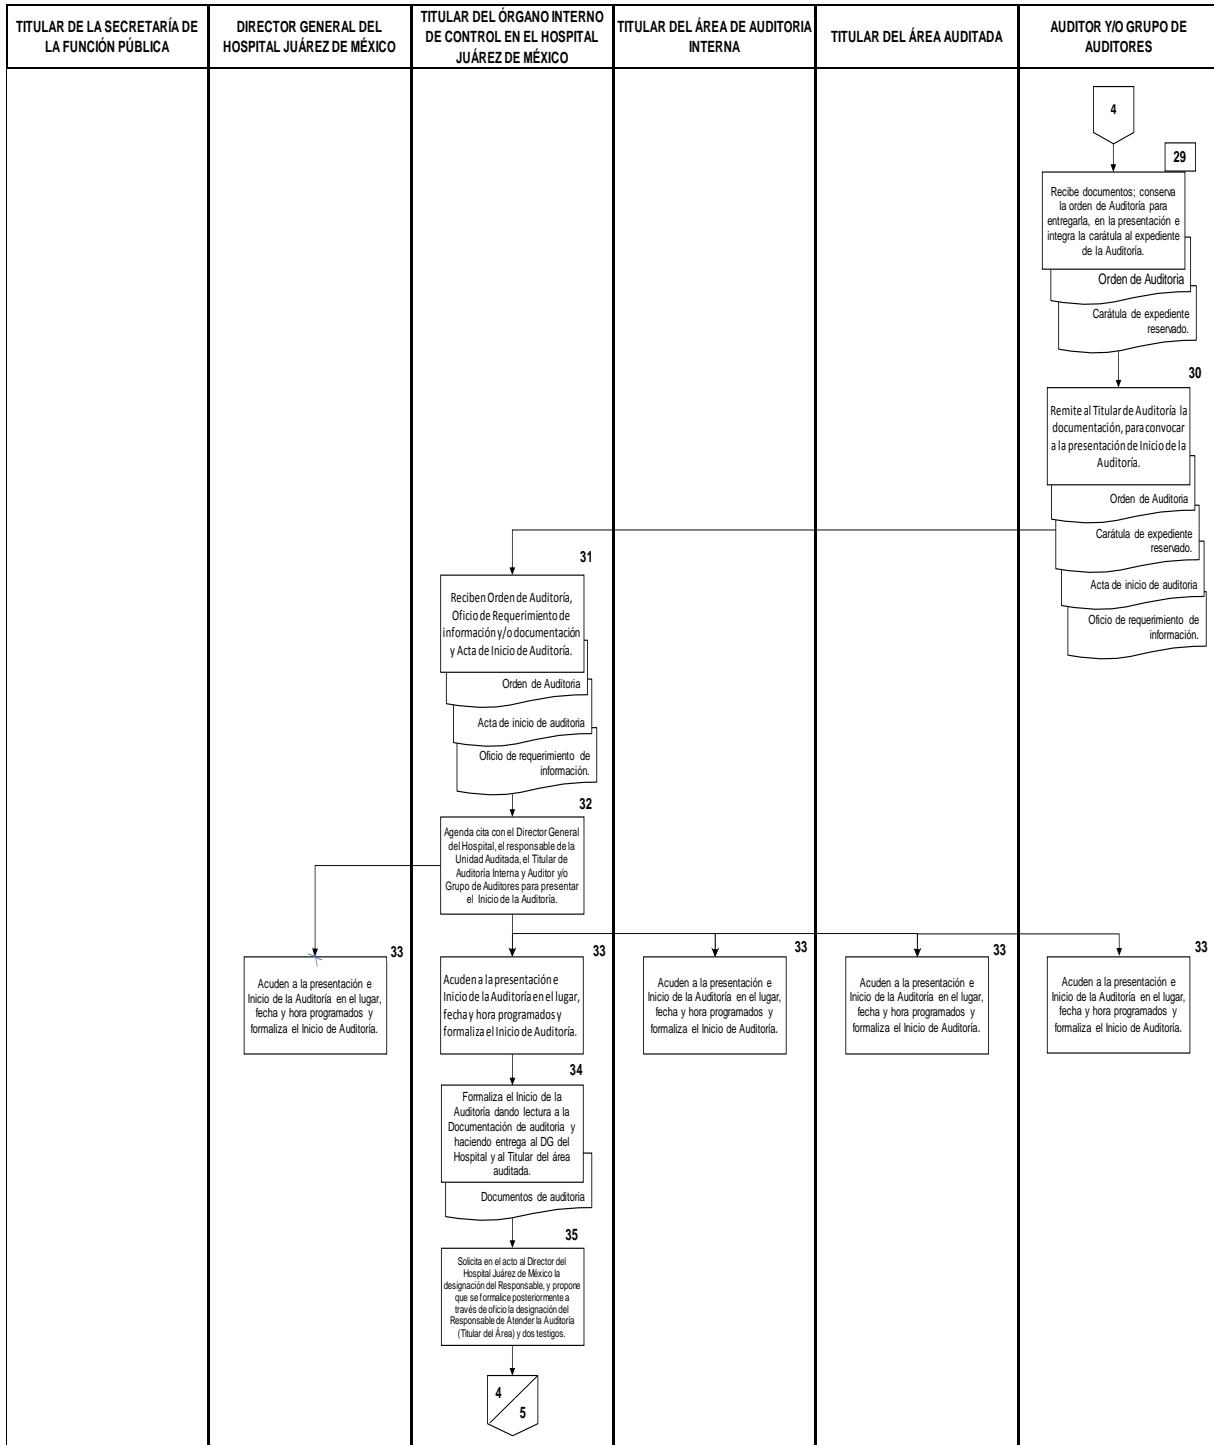 TITULAR DE LA SECRETARÍA DE
LA FUNCIÓN PÚBLICA
DIRECTOR GENERAL DEL
HOSPITAL JUÁREZ DE MÉXICO
TITULAR DEL ÓRGANO INTERNO
DE CONTROL EN EL HOSPITAL
JUÁREZ DE MÉXICO
TITULAR DEL ÁREA DE AUDITORIA
INTERNA
TITULAR DEL ÁREA AUDITADA
AUDITOR Y/O GRUPO DE
AUDITORES
4
29
Recibe documentos; conserva
la orden de Auditoría para
entregarla, en la presentación e
integra la carátula al expediente
de la Auditoría.
Orden de Auditoria
Carátula de expediente
reservado.
30
Remite al Titular de Auditoría la
documentación, para convocar
a la presentación de Inicio de la
Auditoría.
Orden de Auditoria
Carátula de expediente
reservado.
Acta de inicio de auditoria
Oficio de requerimiento de
información.
31
Reciben Orden de Auditoría,
Oficio de Requerimiento de
información y/o documentación
y Acta de Inicio de Auditoría.
Orden de Auditoria
Acta de inicio de auditoria
Oficio de requerimiento de
información.
32
Agenda cita con el Director General
del Hospital, el responsable de la
Unidad Auditada, el Titular de
Auditoría Interna y Auditor y/o
Grupo de Auditores para presentar
el Inicio de la Auditoría.
33
Acuden a la presentación e
Inicio de la Auditoría en el lugar,
fecha y hora programados y
formaliza el Inicio de Auditoría.
33
Acuden a la presentación e
Inicio de la Auditoría en el lugar,
fecha y hora programados y
formaliza el Inicio de Auditoría.
33
Acuden a la presentación e
Inicio de la Auditoría en el lugar,
fecha y hora programados y
formaliza el Inicio de Auditoría.
33
Acuden a la presentación e
Inicio de la Auditoría en el lugar,
fecha y hora programados y
formaliza el Inicio de Auditoría.
33
Acuden a la presentación e
Inicio de la Auditoría en el lugar,
fecha y hora programados y
formaliza el Inicio de Auditoría.
34
Formaliza el Inicio de la
Auditoría dando lectura a la
Documentación de auditoria y
haciendo entrega al DG del
Hospital y al Titular del área
auditada.
Documentos de auditoria
35
Solicita en el acto al Director del
Hospital Juárez de México la
designación del Responsable, y propone
que se formalice posteriormente a
través de oficio la designación del
Responsable de Atender la Auditoría
(Titular del Área) y dos testigos.
4
5